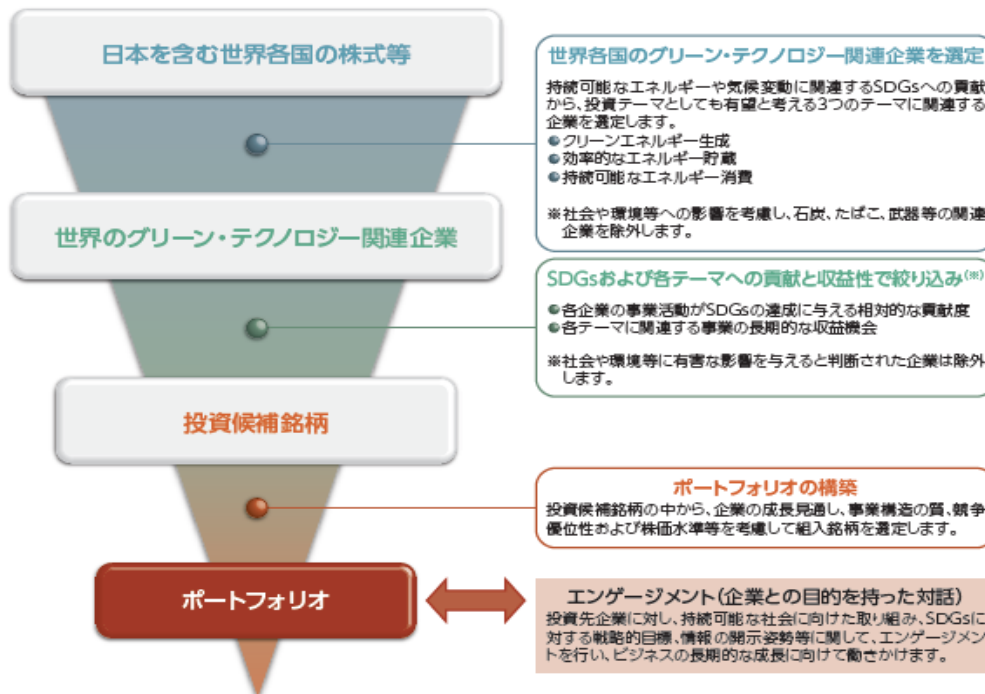 日本を含む世界各国の株式等
世界各国のグリーン・テクノロジー関連企業を選定
持続可能なエネルギーや気候変動に関連するSDGsへの貢献
から、投資テーマとしても有望と考える3つのテーマに関連する
企業を選定します。
●クリーンエネルギー生成
●効率的なエネルギー貯蔵
●持続可能なエネルギー消費
※社会や環境等への影響を考慮し、石炭、たばこ、武器等の関連
企業を除外します。
世界のグリーン・テクノロジー関連企業
SDGsおよび各テーマへの貢献と収益性で絞り込み(※)
●各企業の事業活動がSDGsの達成に与える相対的な貢献度
●各テーマに関連する事業の長期的な収益機会
※社会や環境等に有害な影響を与えると判断された企業は除外
します。
投資候補銘柄
ポートフォリオの構築
投資候補銘柄の中から、企業の成長見通し、事業構造の質、競争
優位性および株価水準等を考慮して組入銘柄を選定します。
ポートフォリオ
エンゲージメント(企業との目的を持った対話)
投資先企業に対し、持続可能な社会に向けた取り組み、SDGsに
対する戦略的目標、情報の開示姿勢等に関して、エンゲージメン
トを行い、ビジネスの長期的な成長に向けて働きかけます。